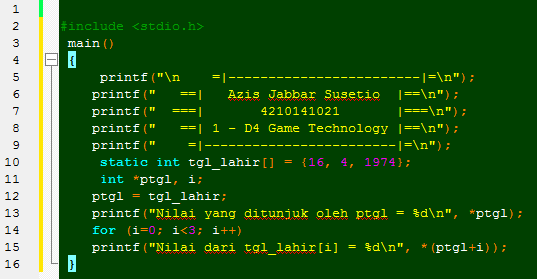 1
2 #include <stdio.h>
3 main()
4 {
5 printf("\n    =|------------------------|=\n");
6 printf("   ==|   Azis Jabbar Susetio  |==\n");
7 printf("  ===|       4210141021       |===\n");
8 printf("   ==| 1 - D4 Game Technology |==\n");
9 printf("    =|------------------------|=\n");
10 static int tgl_lahir[] = {16, 4, 1974};
11 int *ptgl, i;
12 ptgl = tgl_lahir;
13 printf("Nilai yang ditunjuk oleh ptgl = %d\n", *ptgl);
14 for (i=0; i<3; i++)
15 printf("Nilai dari tgl_lahir[i] = %d\n", *(ptgl+i));
16 }